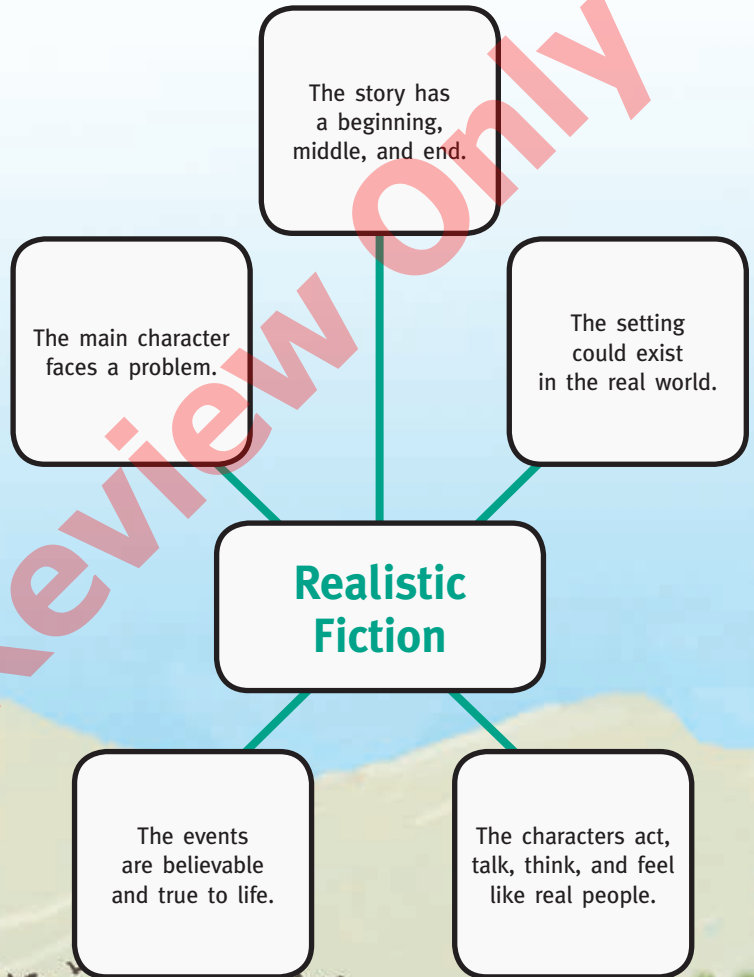 The story has
a beginning,
middle, and end.
The main character
faces a problem.
The setting
could exist
in the real world.
Realistic
Fiction
The events
are believable
and true to life.
The characters act,
talk, think, and feel
like real people.
Review Only